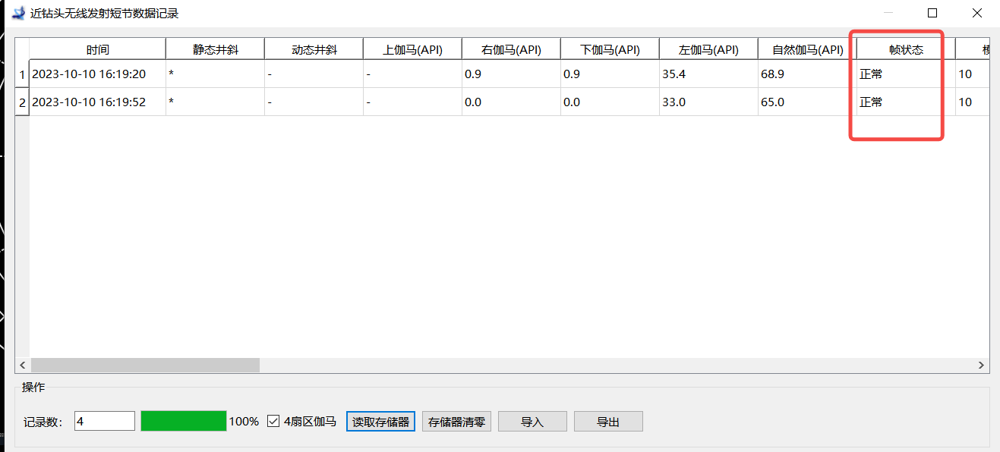 近钻头无线发射短节数据记录
时间 静态井斜 动态井斜 上伽马(API) 右伽马(API) 下伽马(API) 左伽马(API) 自然伽马(API) 帧状态
1 2023-10-10 16:19:20 * - - 0.9 0.9 35.4 68.9 正常 10
2 2023-10-10 16:19:52 * - - 0.0 0.0 33.0 65.0 正常 10
操作
记录数: 4 100% 4扇区伽马 读取存储器 存储器清零 导入 导出